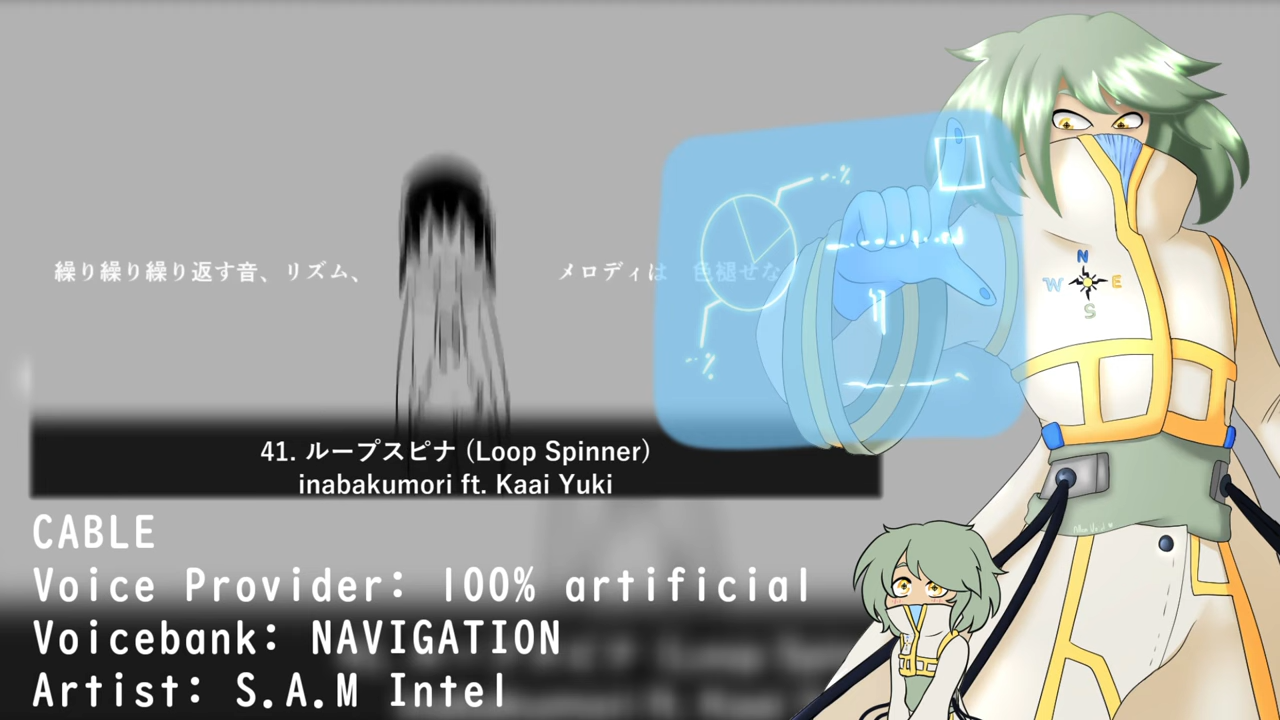 繰り繰り繰り返す音、リズム、 メロディは 色褪せな
N
W E
S
41. ループスピナ (Loop Spinner)
inabakumori ft. Kaai Yuki
CABLE
Voice Provider: 100% artificial
Voicebank: NAVIGATION
Artist: S.A.M Intel